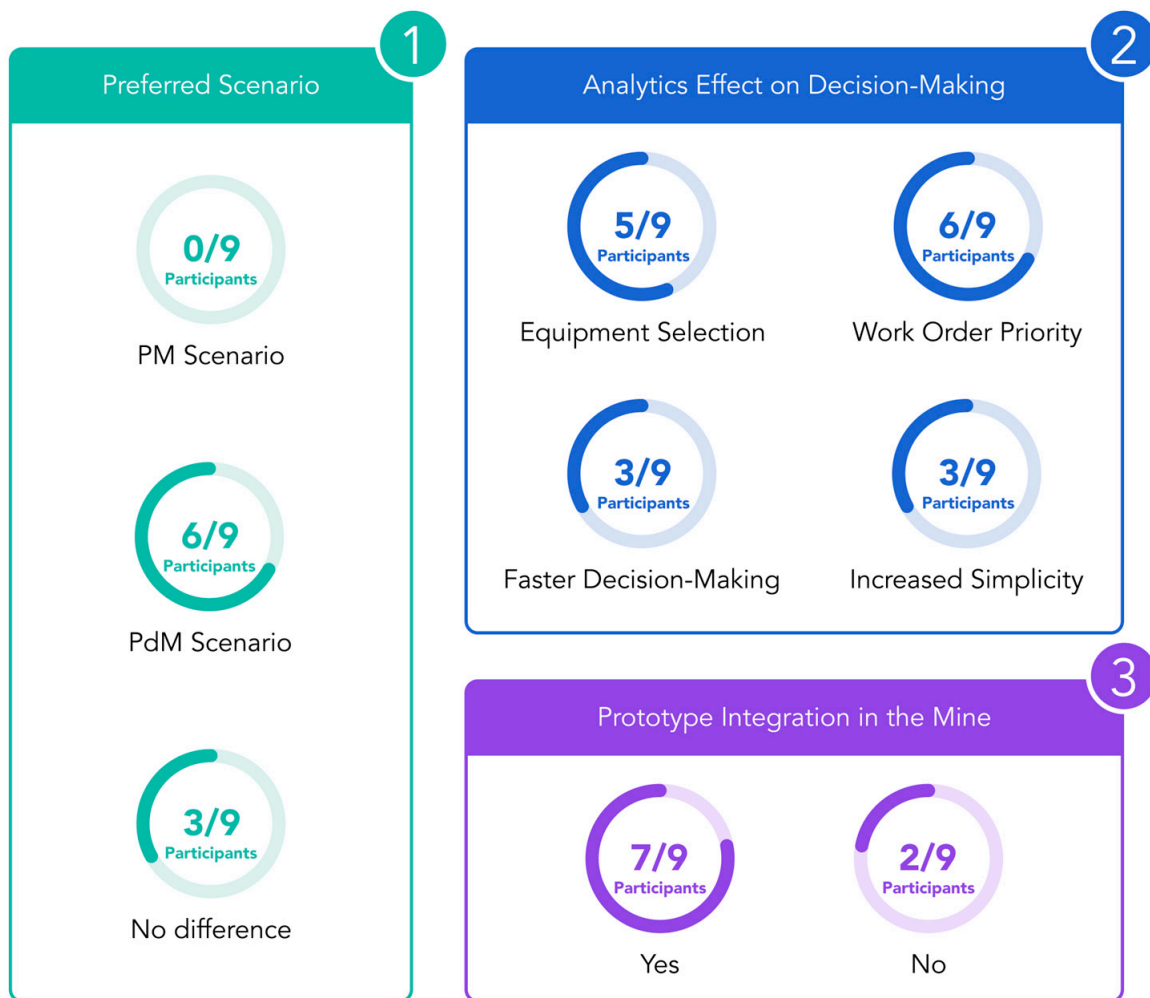 1
Preferred Scenario
0/9
Participants
PM Scenario
6/9
Participants
PdM Scenario
3/9
Participants
No difference
2
Analytics Effect on Decision-Making
5/9
Participants
Equipment Selection
6/9
Participants
Work Order Priority
3/9
Participants
Faster Decision-Making
3/9
Participants
Increased Simplicity
3
Prototype Integration in the Mine
7/9
Participants
Yes
2/9
Participants
No